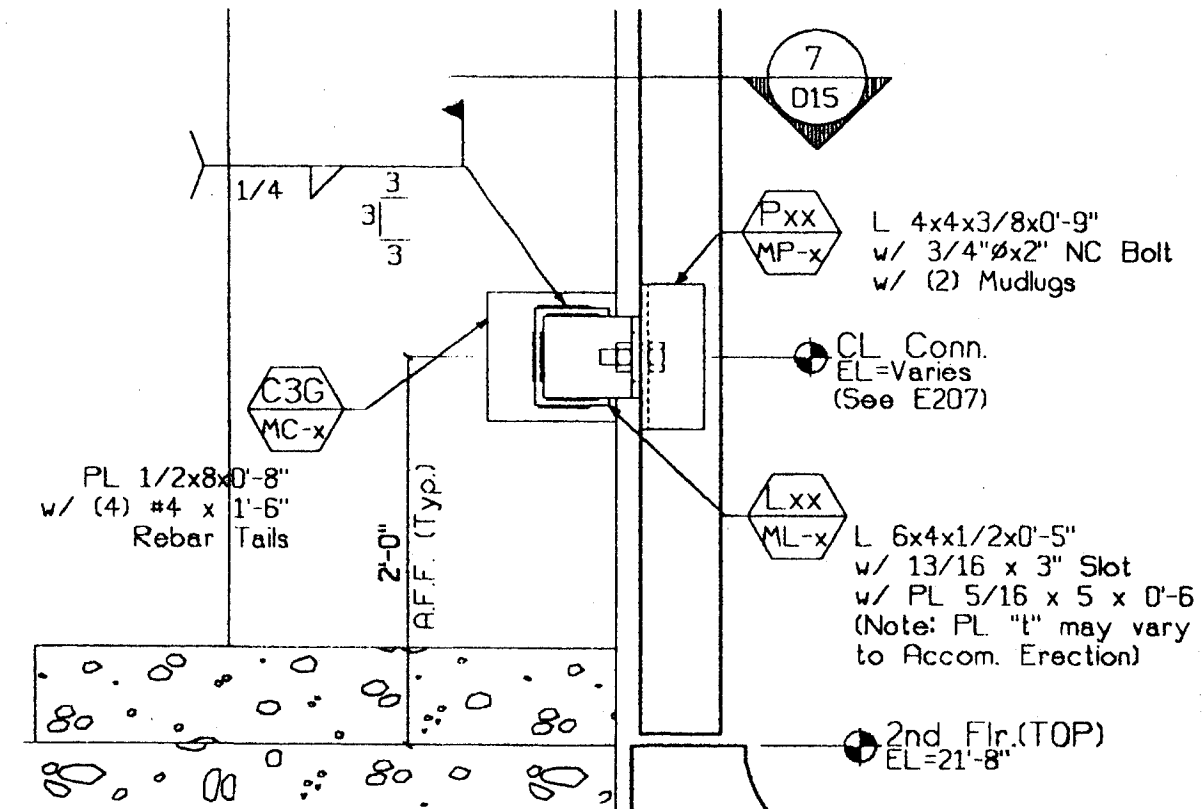 7
D15
1/4
3
3
3
Pxx
MP-x
L 4x4x3/8x0'-9"
w/ 3/4"Øx2" NC Bolt
w/ (2) Mudlugs
CL Conn.
EL=Varies
(See E207)
C3G
MC-x
PL 1/2x8x0'-8"
w/ (4) #4 x 1'-6"
Rebar Tails
2'-0"
A.F.F. (Typ.)
Lxx
ML-x
L 6x4x1/2x0'-5"
w/ 13/16 x 3" Slot
w/ PL 5/16 x 5 x 0'-6
(Note: PL "t" may vary
to Accom. Erection)
2nd Flr.(TOP)
EL=21'-8"